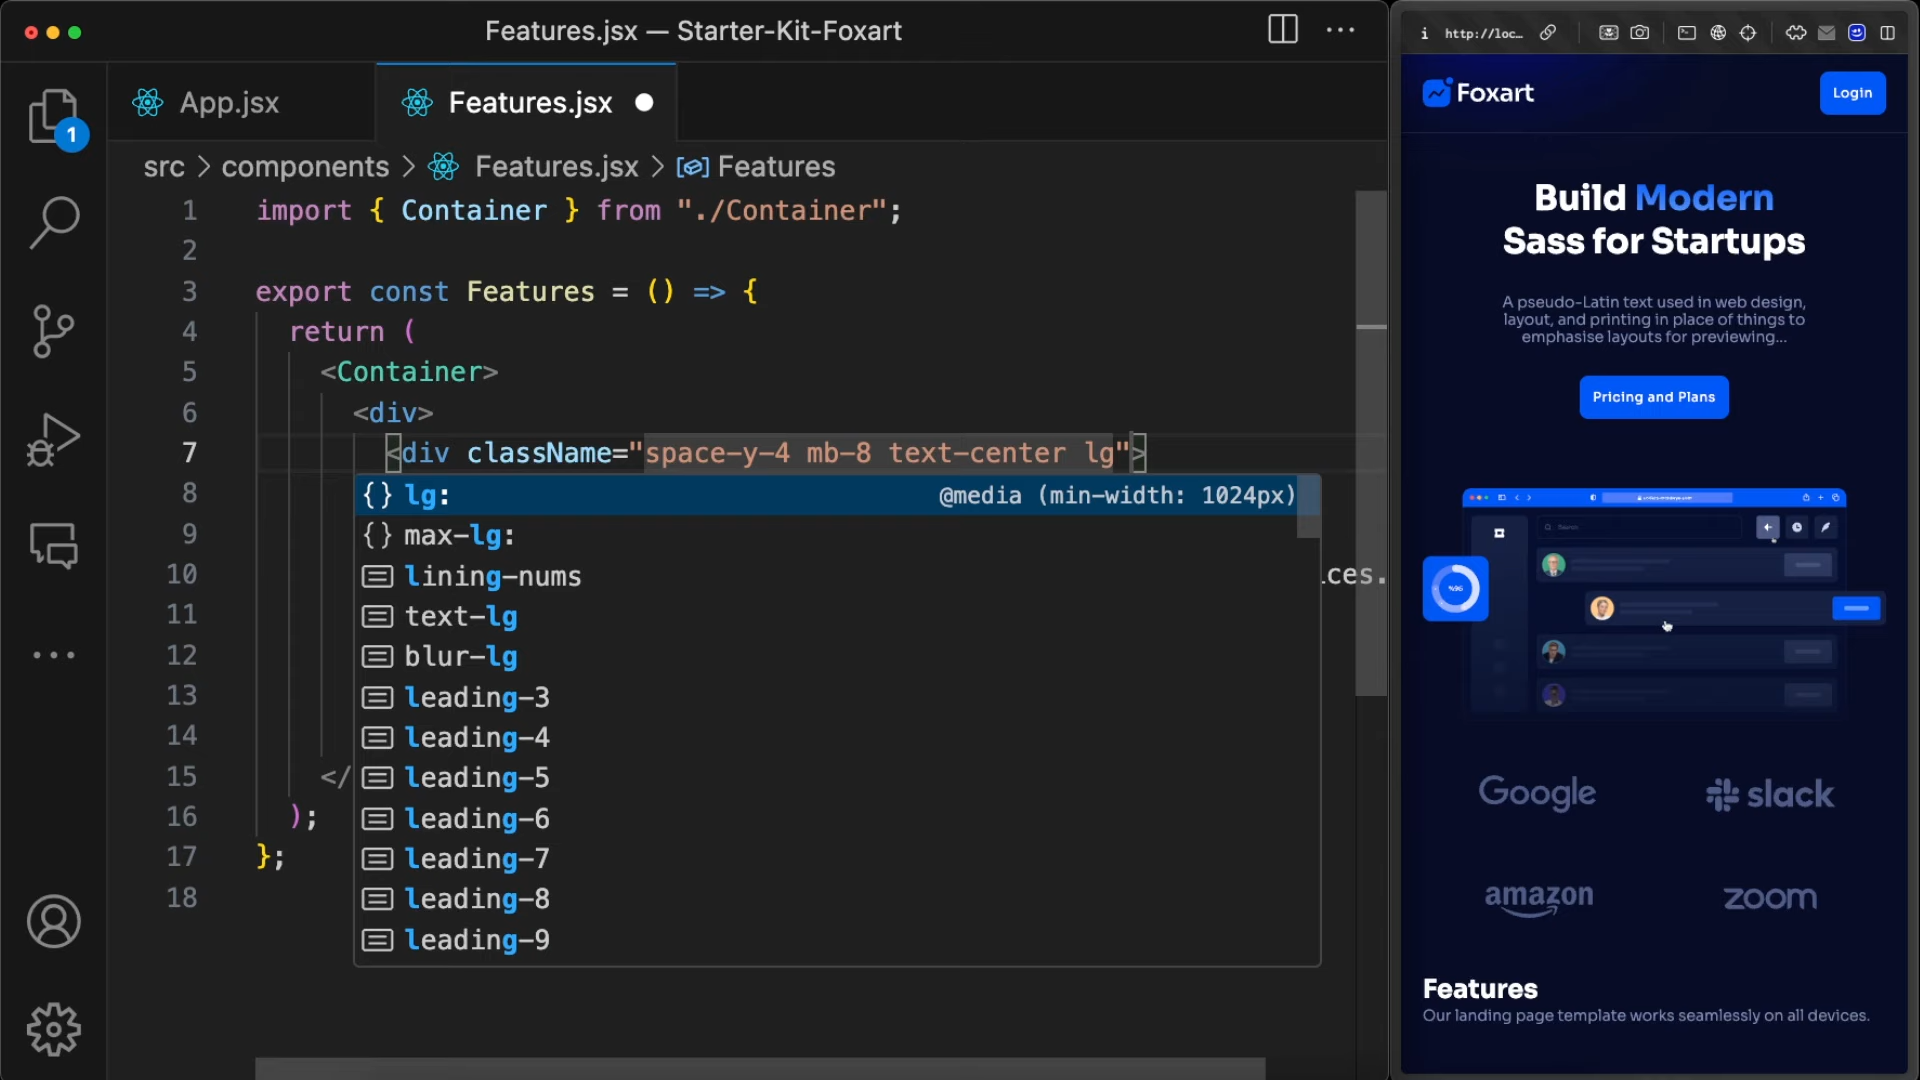 Features.jsx — Starter-Kit-Foxart
App.jsx
Features.jsx
1
src > components > Features.jsx > Features
1 import { Container } from "./Container";
2
3 export const Features = () => {
4 return (
5 <Container>
6 <div>
7 <div className="space-y-4 mb-8 text-center lg">
8 lg: @media (min-width: 1024px)
9 max-lg:
10 lining-nums ces.
11 text-lg
12 blur-lg
13 leading-3
14 leading-4
15 </ leading-5
16 ); leading-6
17 }; leading-7
18 leading-8
leading-9
http://loc…
Foxart
Login
Build Modern
Sass for Startups
A pseudo-Latin text used in web design,
layout, and printing in place of things to
emphasise layouts for previewing...
Pricing and Plans
Search
%96
Google
slack
amazon
zoom
Features
Our landing page template works seamlessly on all devices.